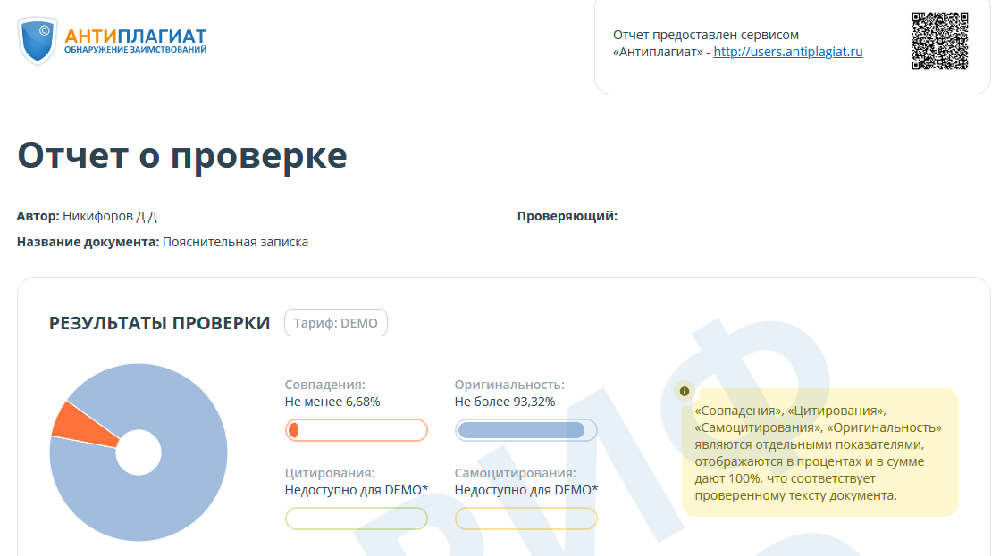 ©
АНТИПЛАГИАТ
ОБНАРУЖЕНИЕ ЗАИМСТВОВАНИЙ
Отчет предоставлен сервисом
«Антиплагиат» - http://users.antiplagiat.ru
Отчет о проверке
Автор: Никифоров Д Д
Проверяющий:
Название документа: Пояснительная записка
РЕЗУЛЬТАТЫ ПРОВЕРКИ
Тариф: DEMO
Совпадения:
Не менее 6,68%
Оригинальность:
Не более 93,32%
Цитирования:
Недоступно для DEMO*
Самоцитирования:
Недоступно для DEMO*
«Совпадения», «Цитирования»,
«Самоцитирования», «Оригинальность»
являются отдельными показателями,
отображаются в процентах и в сумме
дают 100%, что соответствует
проверенному тексту документа.